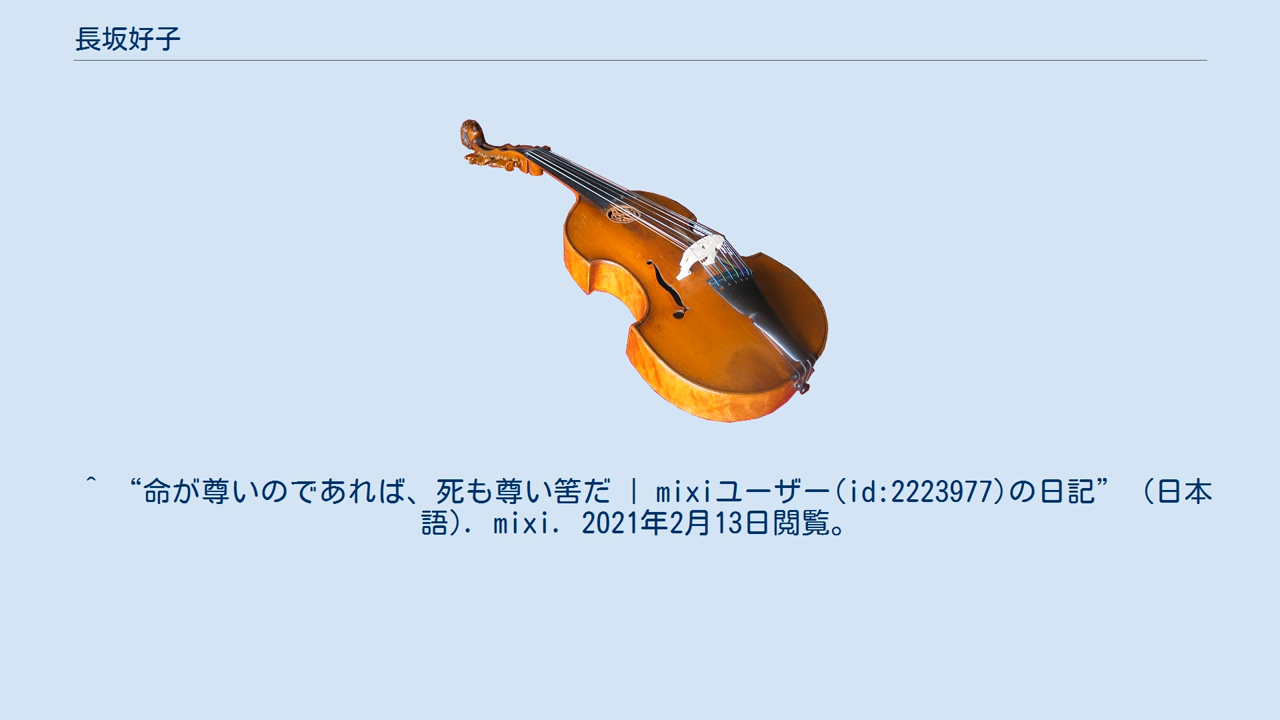 長坂好子
^ “命が尊いのであれば、死も尊い筈だ | mixiユーザー(id:2223977)の日記” (日本
語). mixi. 2021年2月13日閲覧。